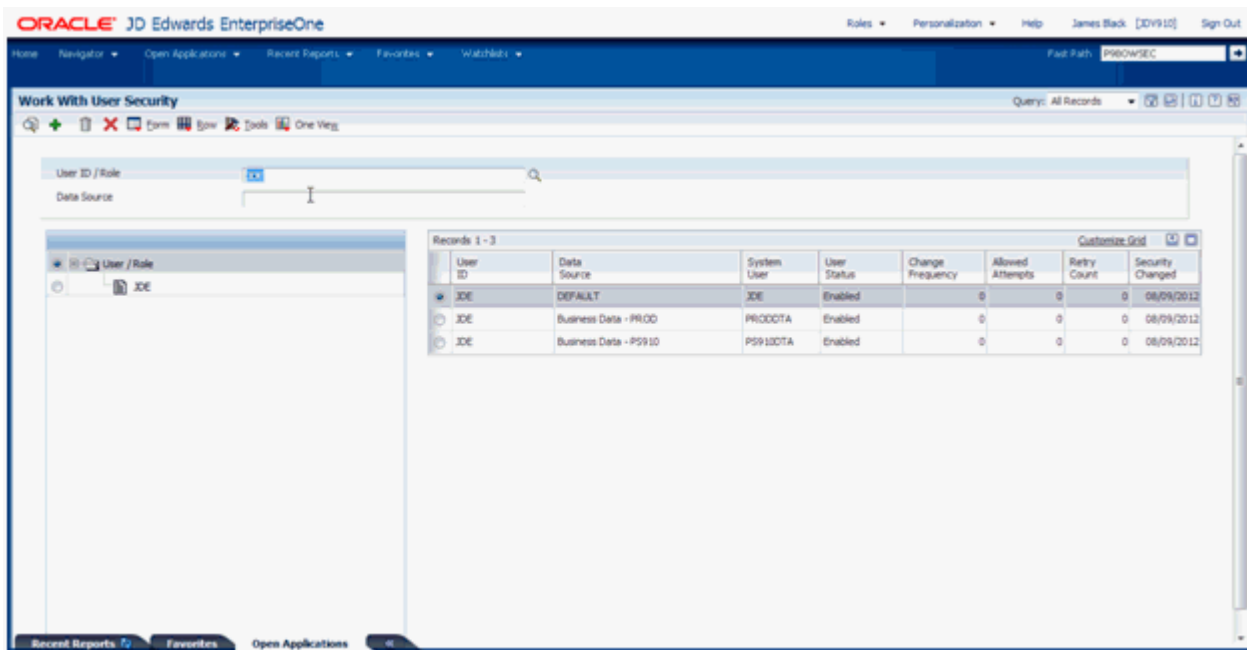 ORACLE® JD Edwards EnterpriseOne Roles Personalization Help James Black [JDV910] Sign Out
Home Navigator Open Applications Recent Reports Favorites Watchlists Fast Path P98OWSEC
Work With User Security Query: All Records
Form Row Tools One View
User ID / Role JDE
Data Source
Records 1 - 3 Customize Grid
User / Role
JDE
User ID Data Source System User User Status Change Frequency Allowed Attempts Retry Count Security Changed
JDE DEFAULT JDE Enabled 0 0 0 08/09/2012
JDE Business Data - PROD PRODDTA Enabled 0 0 0 08/09/2012
JDE Business Data - PS910 PS910DTA Enabled 0 0 0 08/09/2012
Recent Reports Favorites Open Applications «